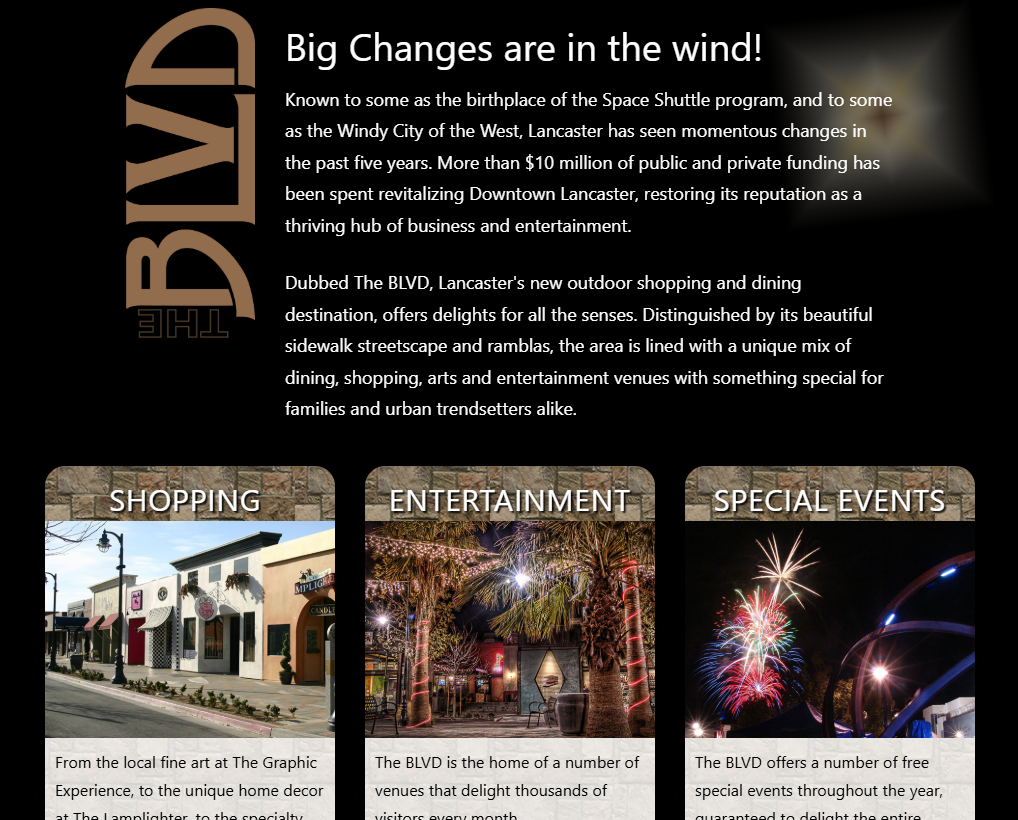 THE BLVD
Big Changes are in the wind!
Known to some as the birthplace of the Space Shuttle program, and to some
as the Windy City of the West, Lancaster has seen momentous changes in
the past five years. More than $10 million of public and private funding has
been spent revitalizing Downtown Lancaster, restoring its reputation as a
thriving hub of business and entertainment.
Dubbed The BLVD, Lancaster's new outdoor shopping and dining
destination, offers delights for all the senses. Distinguished by its beautiful
sidewalk streetscape and ramblas, the area is lined with a unique mix of
dining, shopping, arts and entertainment venues with something special for
families and urban trendsetters alike.
SHOPPING
MPLIG
CANDL
From the local fine art at The Graphic
Experience, to the unique home decor
at The Lamplighter, to the specialty
ENTERTAINMENT
The BLVD is the home of a number of
venues that delight thousands of
visitors every month.
SPECIAL EVENTS
The BLVD offers a number of free
special events throughout the year,
guaranteed to delight the entire